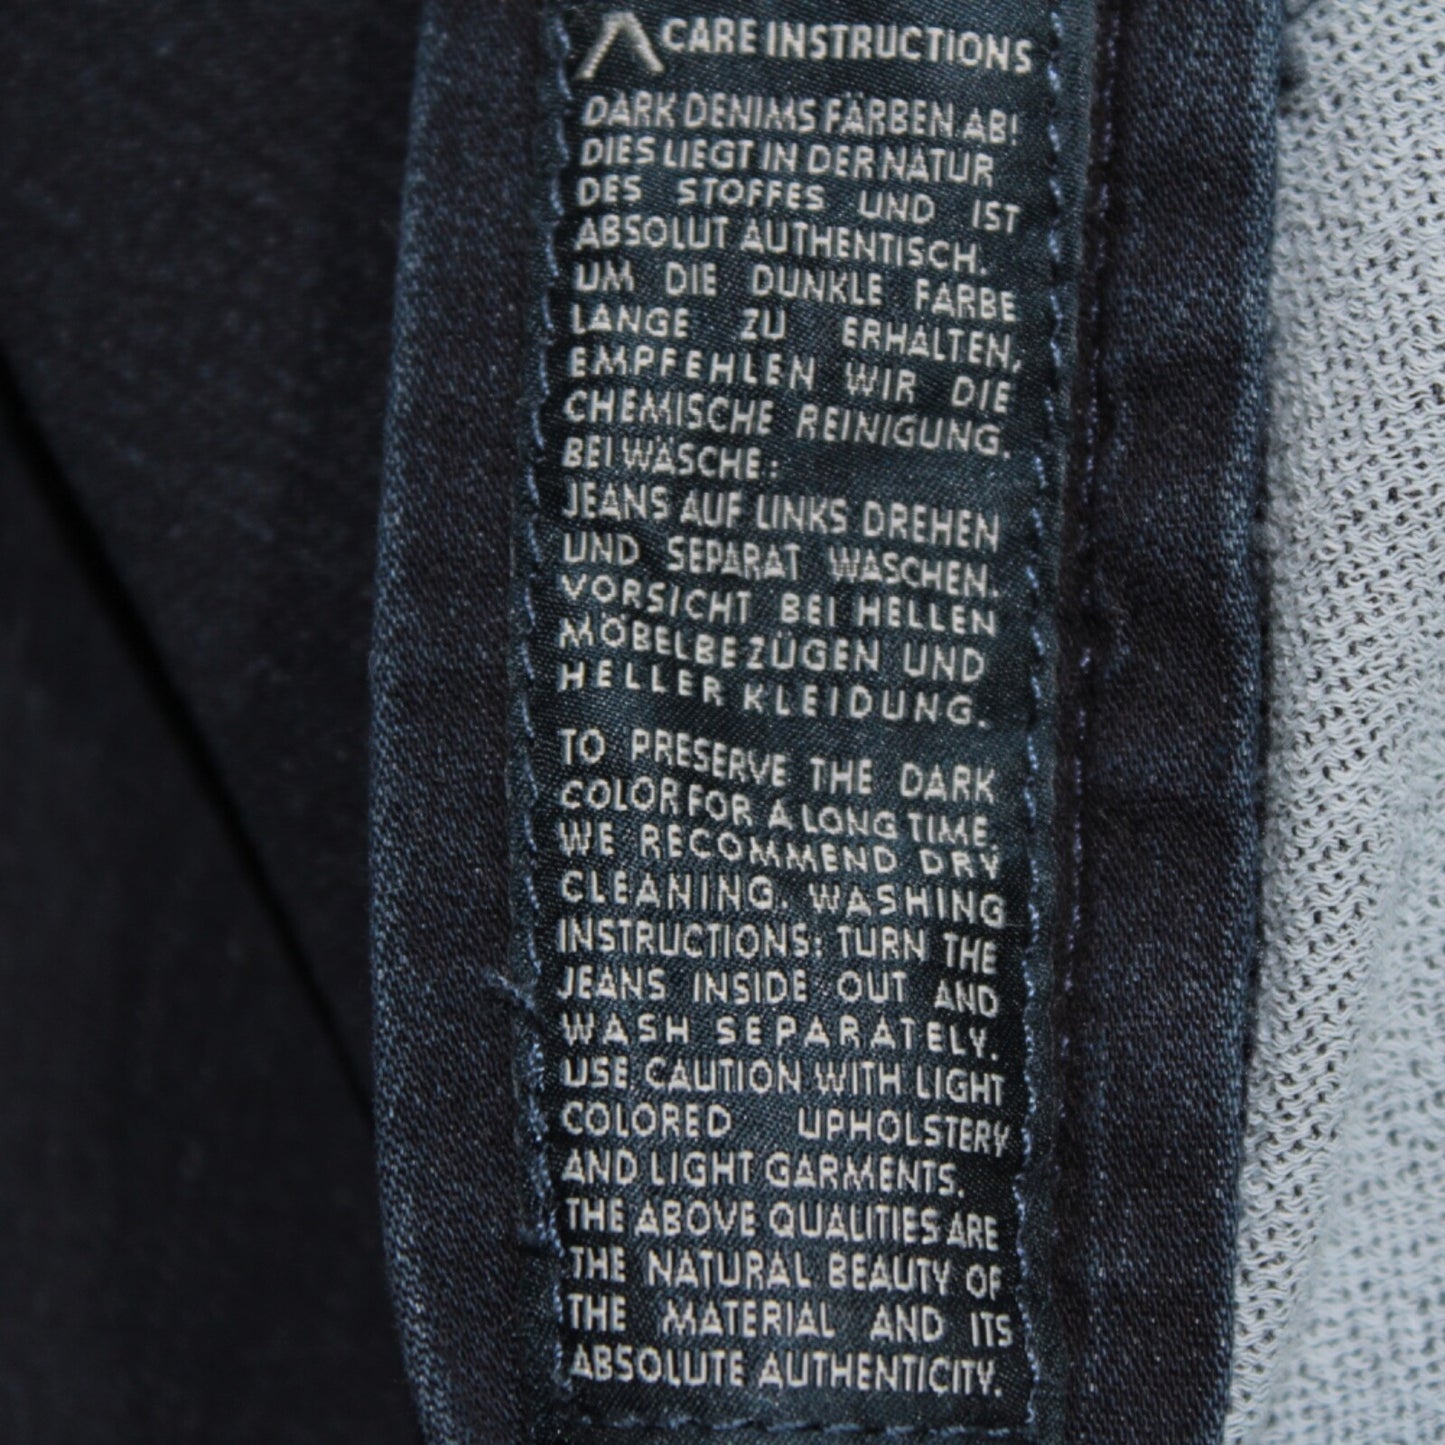 CARE INSTRUCTIONS
DARK DENIMS FÄRBEN AB!
DIES LIEGT IN DER NATUR
DES STOFFES UND IST
ABSOLUT AUTHENTISCH.
UM DIE DUNKLE FARBE
LANGE ZU ERHALTEN,
EMPFEHLEN WIR DIE
CHEMISCHE REINIGUNG.
BEI WÄSCHE:
JEANS AUF LINKS DREHEN
UND SEPARAT WASCHEN.
VORSICHT BEI HELLEN
MÖBELBEZÜGEN UND
HELLER KLEIDUNG.
TO PRESERVE THE DARK
COLOR FOR A LONG TIME,
WE RECOMMEND DRY
CLEANING. WASHING
INSTRUCTIONS: TURN THE
JEANS INSIDE OUT AND
WASH SEPARATELY.
USE CAUTION WITH LIGHT
COLORED UPHOLSTERY
AND LIGHT GARMENTS.
THE ABOVE QUALITIES ARE
THE NATURAL BEAUTY OF
THE MATERIAL AND ITS
ABSOLUTE AUTHENTICITY.